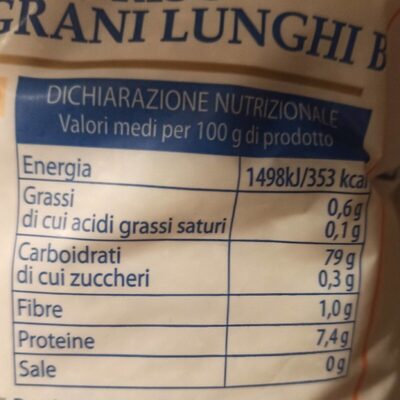 GRANI LUNGHI B
DICHIARAZIONE NUTRIZIONALE
Valori medi per 100 g di prodotto
Energia 1498kJ/353 kcal
Grassi 0,6g
di cui acidi grassi saturi 0,1g
Carboidrati 79g
di cui zuccheri 0,3g
Fibre 1,0g
Proteine 7,4g
Sale 0g